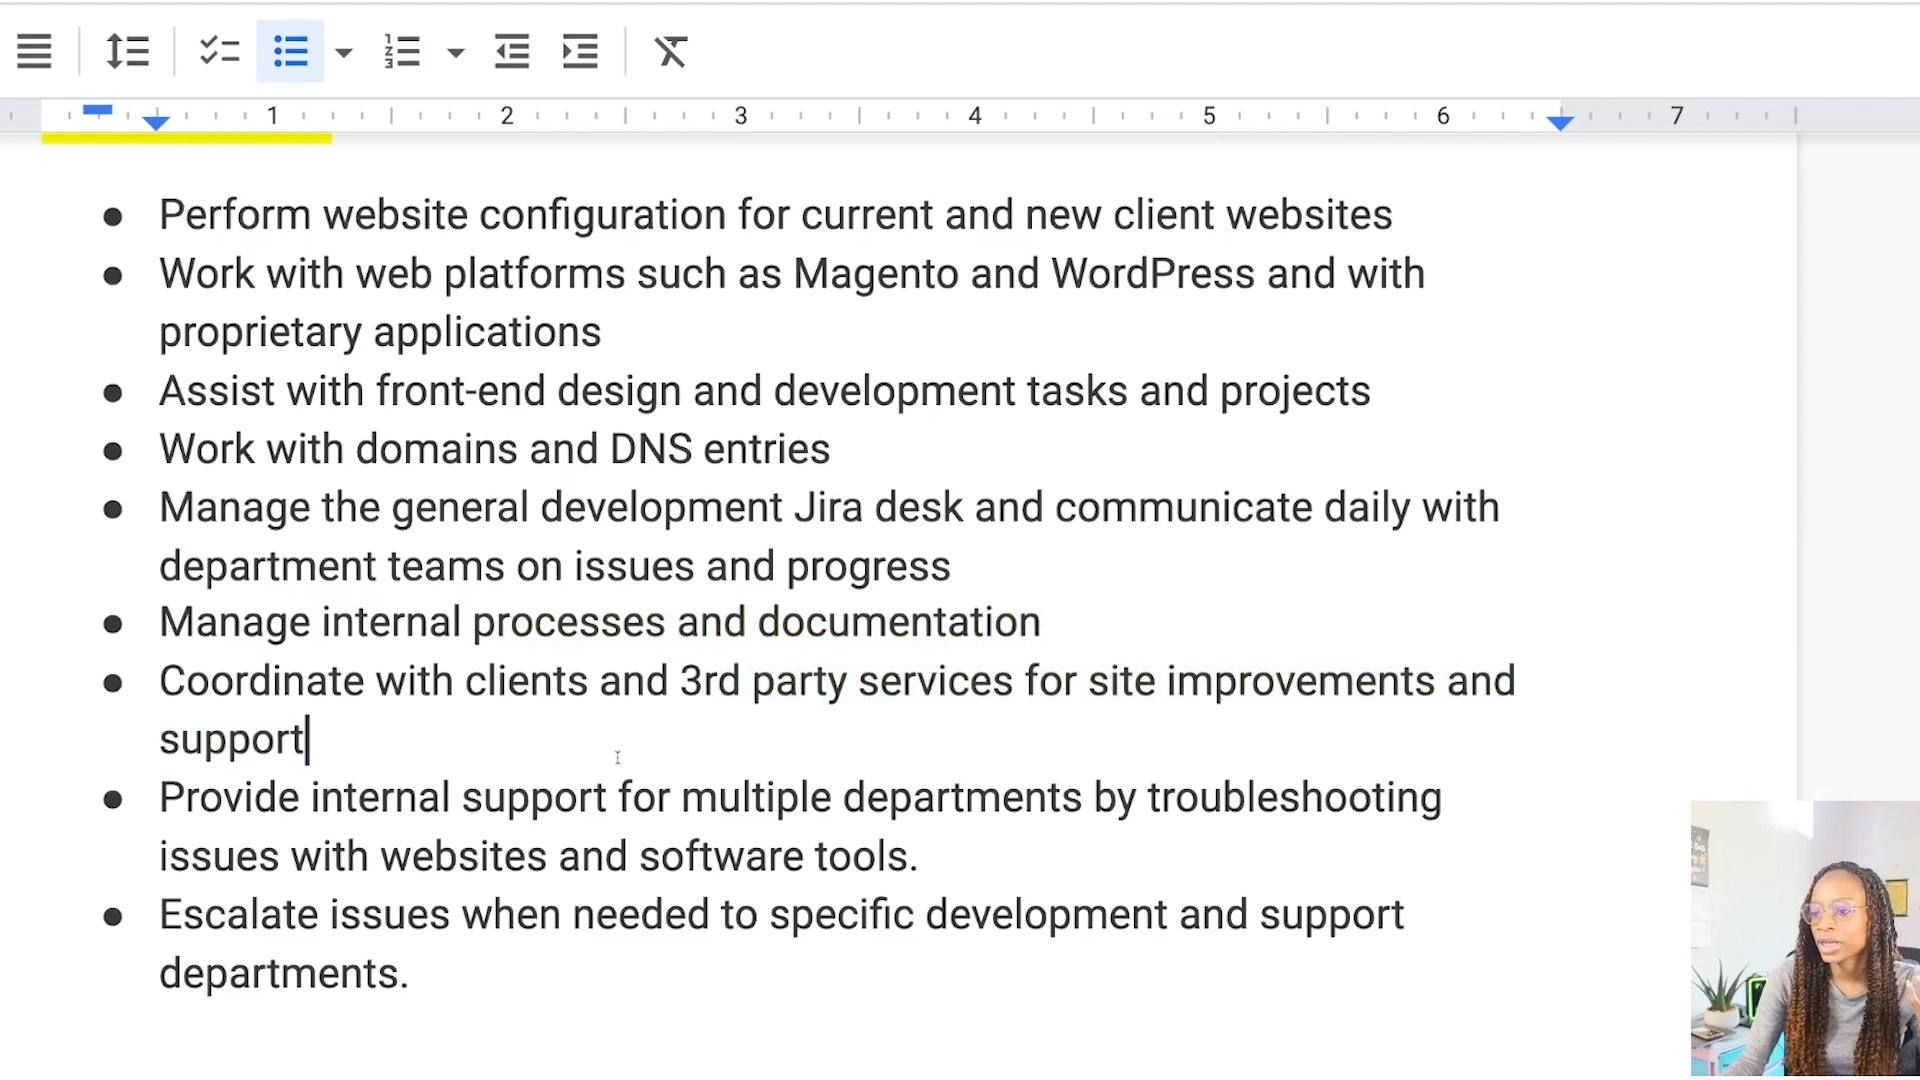 1 2 3 4 5 6 7
● Perform website configuration for current and new client websites
● Work with web platforms such as Magento and WordPress and with
proprietary applications
● Assist with front-end design and development tasks and projects
● Work with domains and DNS entries
● Manage the general development Jira desk and communicate daily with
department teams on issues and progress
● Manage internal processes and documentation
● Coordinate with clients and 3rd party services for site improvements and
support
● Provide internal support for multiple departments by troubleshooting
issues with websites and software tools.
● Escalate issues when needed to specific development and support
departments.